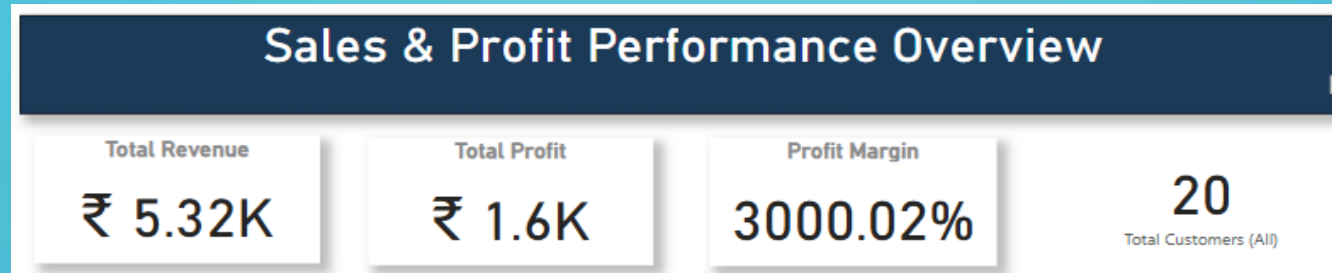 Sales & Profit Performance Overview
Total Revenue
₹ 5.32K
Total Profit
₹ 1.6K
Profit Margin
3000.02%
20
Total Customers (All)